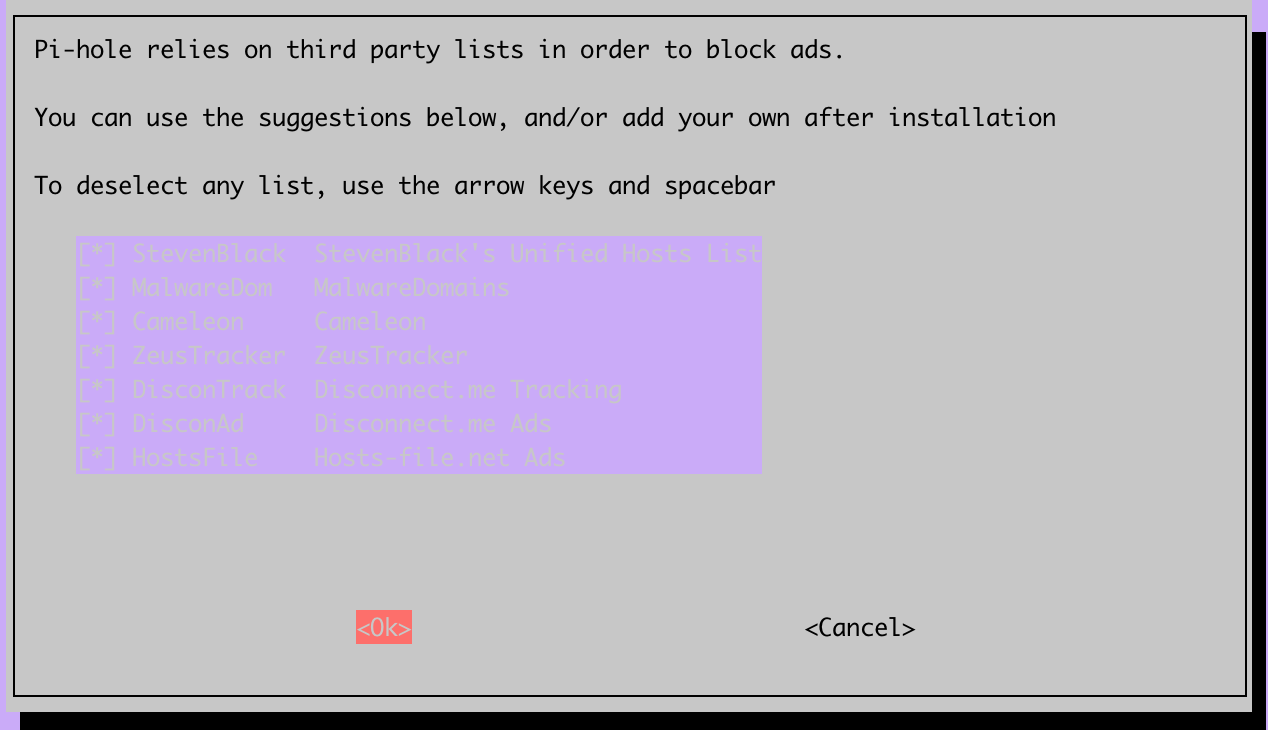 Pi-hole relies on third party lists in order to block ads.
You can use the suggestions below, and/or add your own after installation
To deselect any list, use the arrow keys and spacebar
[*] StevenBlack  StevenBlack's Unified Hosts List
[*] MalwareDom   MalwareDomains
[*] Cameleon     Cameleon
[*] ZeusTracker  ZeusTracker
[*] DisconTrack  Disconnect.me Tracking
[*] DisconAd     Disconnect.me Ads
[*] HostsFile    Hosts-file.net Ads
<Ok> <Cancel>